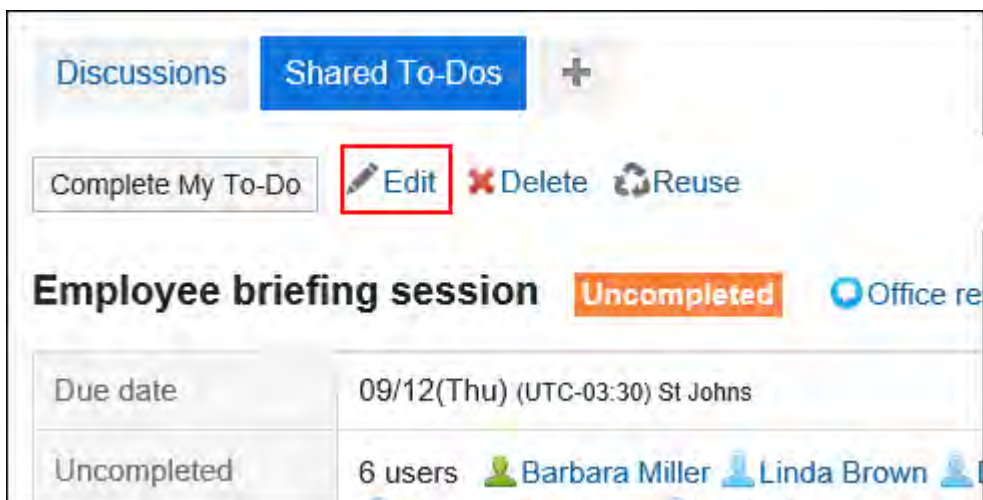 Discussions Shared To-Dos
Complete My To-Do Edit Delete Reuse
Employee briefing session Uncompleted Office re
Due date 09/12(Thu) (UTC-03:30) St Johns
Uncompleted 6 users Barbara Miller Linda Brown